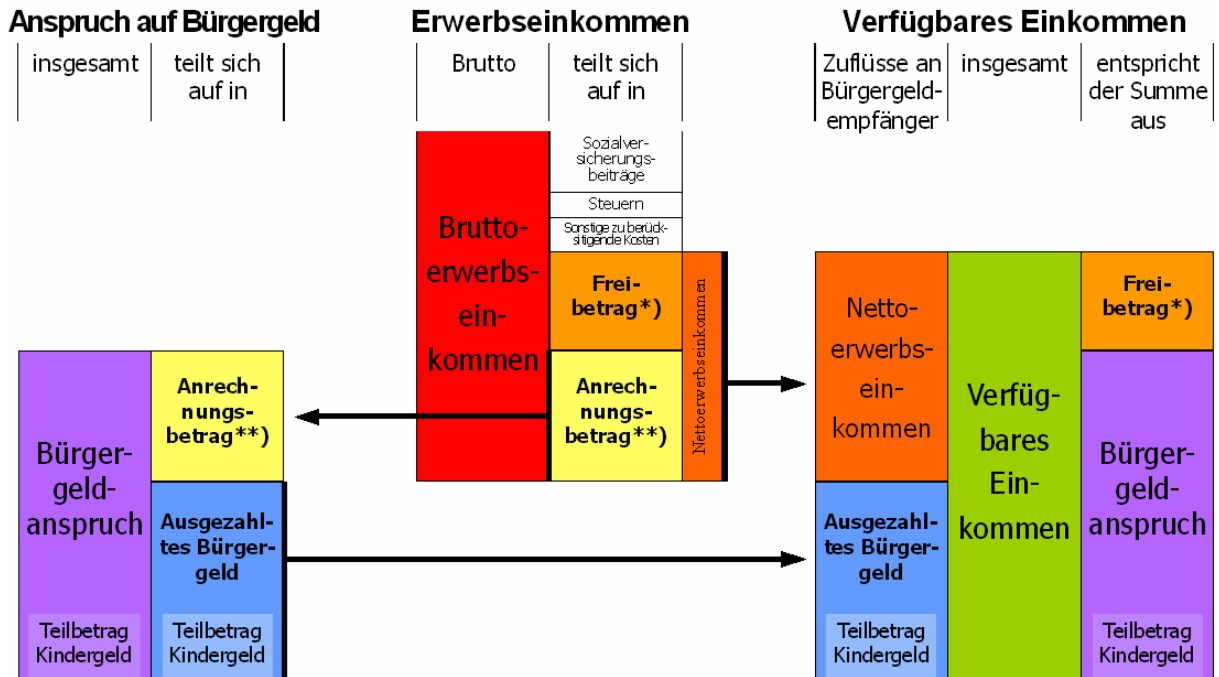 Anspruch auf Bürgergeld
Erwerbseinkommen
Verfügbares Einkommen
insgesamt
teilt sich
auf in
Brutto
teilt sich
auf in
Zuflüsse an
Bürgergeld-
empfänger
insgesamt
entspricht
der Summe
aus
Bürger-
geld-
anspruch
Teilbetrag
Kindergeld
Anrech-
nungs-
betrag**)
Ausgezahl-
tes Bürger-
geld
Teilbetrag
Kindergeld
Brutto-
erwerbs-
ein-
kommen
Sozialver-
sicherungs-
beiträge
Steuern
Sonstige zu berück-
sitigende Kosten
Frei-
betrag*)
Anrech-
nungs-
betrag**)
Nettoerwerbseinkommen
Netto-
erwerbs-
ein-
kommen
Ausgezahl-
tes Bürger-
geld
Teilbetrag
Kindergeld
Verfüg-
bares
Ein-
kommen
Frei-
betrag*)
Bürger-
geld-
anspruch
Teilbetrag
Kindergeld